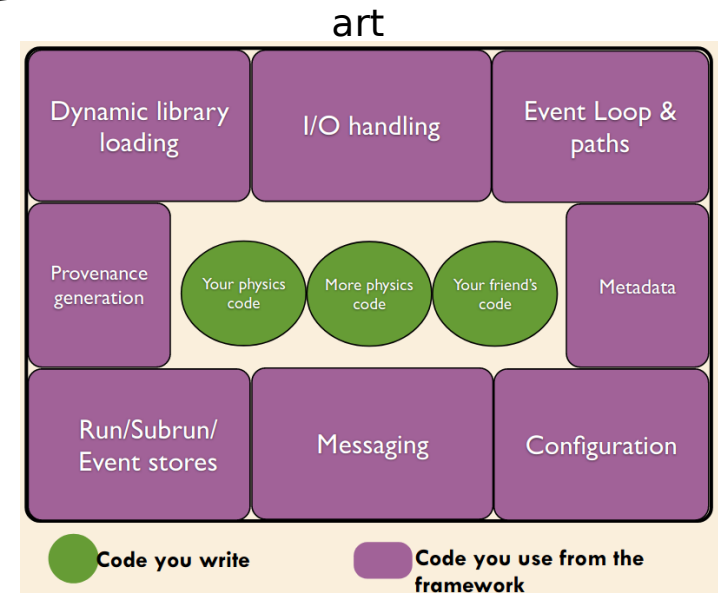 art
Dynamic library
loading
I/O handling
Event Loop &
paths
Provenance
generation
Your physics
code
More physics
code
Your friend's
code
Metadata
Run/Subrun/
Event stores
Messaging
Configuration
Code you write
Code you use from the
framework